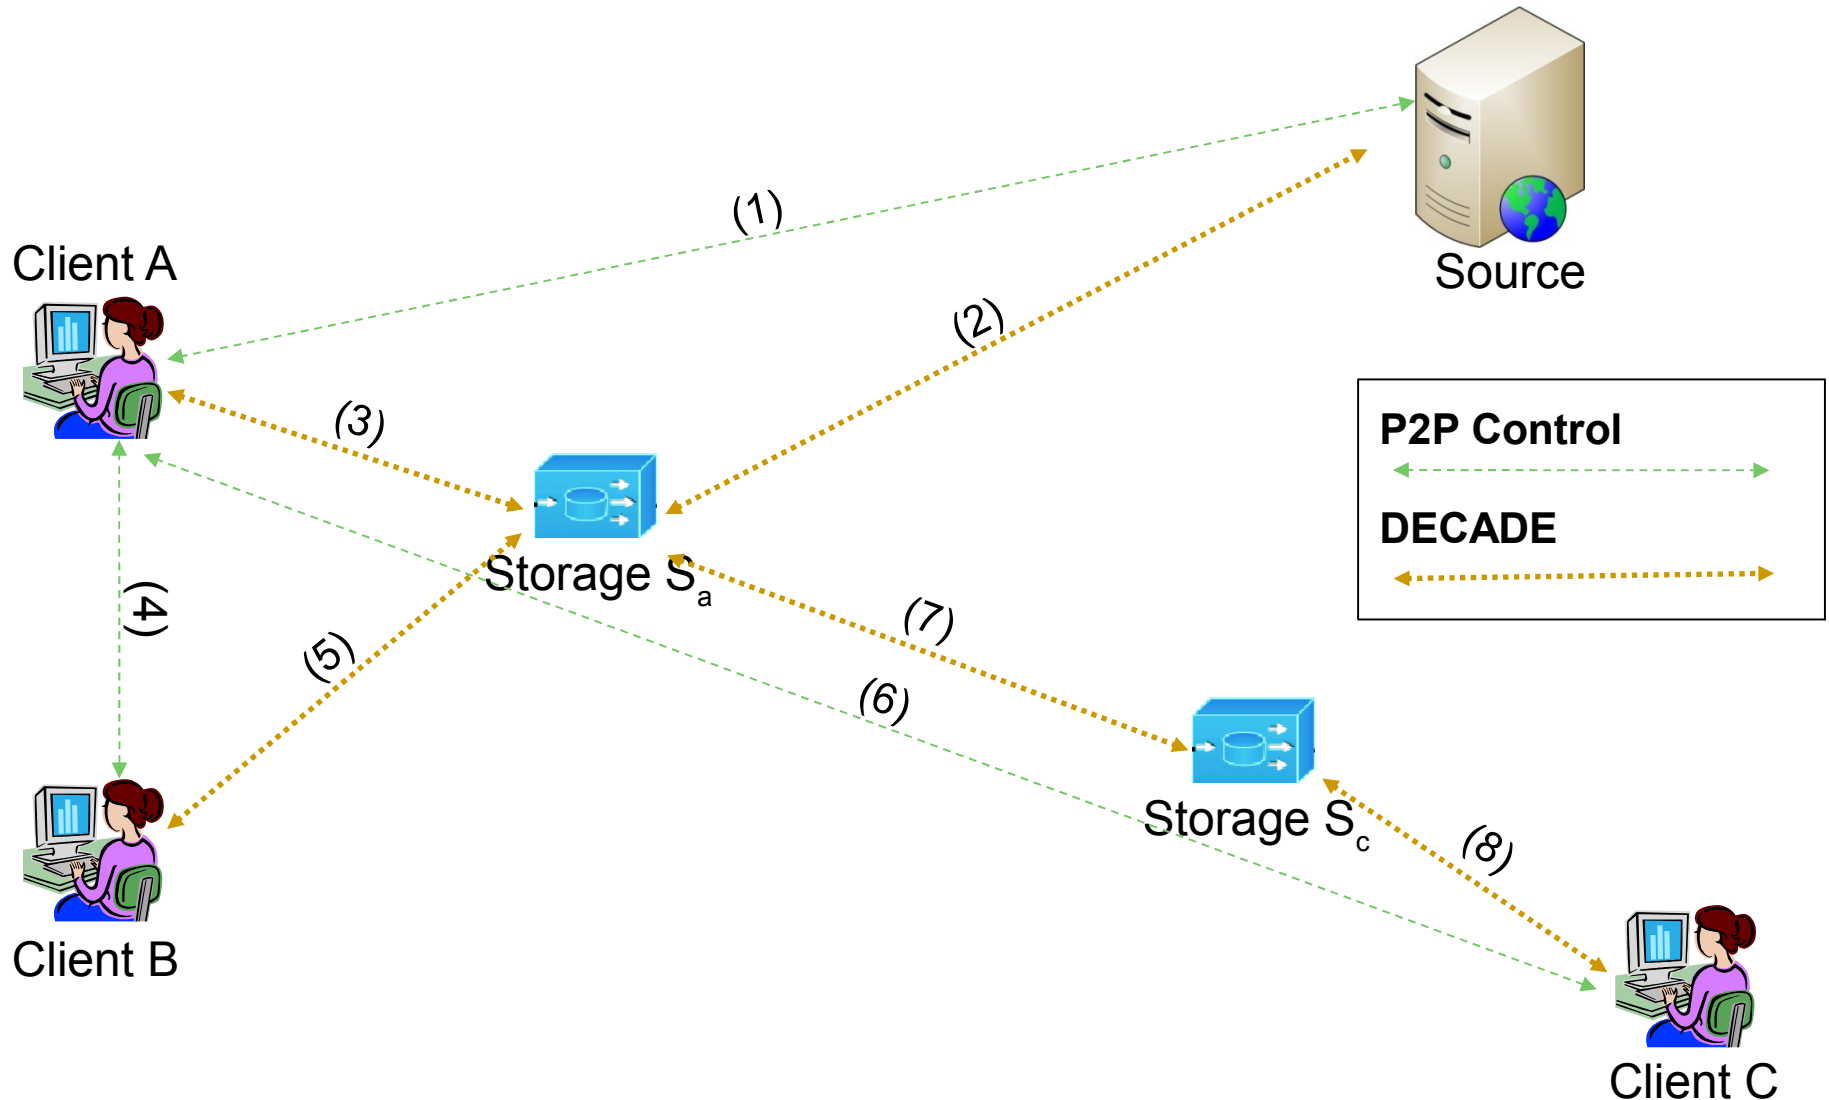 (1)
Client A
Source
(2)
(3)
P2P Control
DECADE
Storage Sa
(4)
(7)
(5)
(6)
Storage Sc
(8)
Client B
Client C